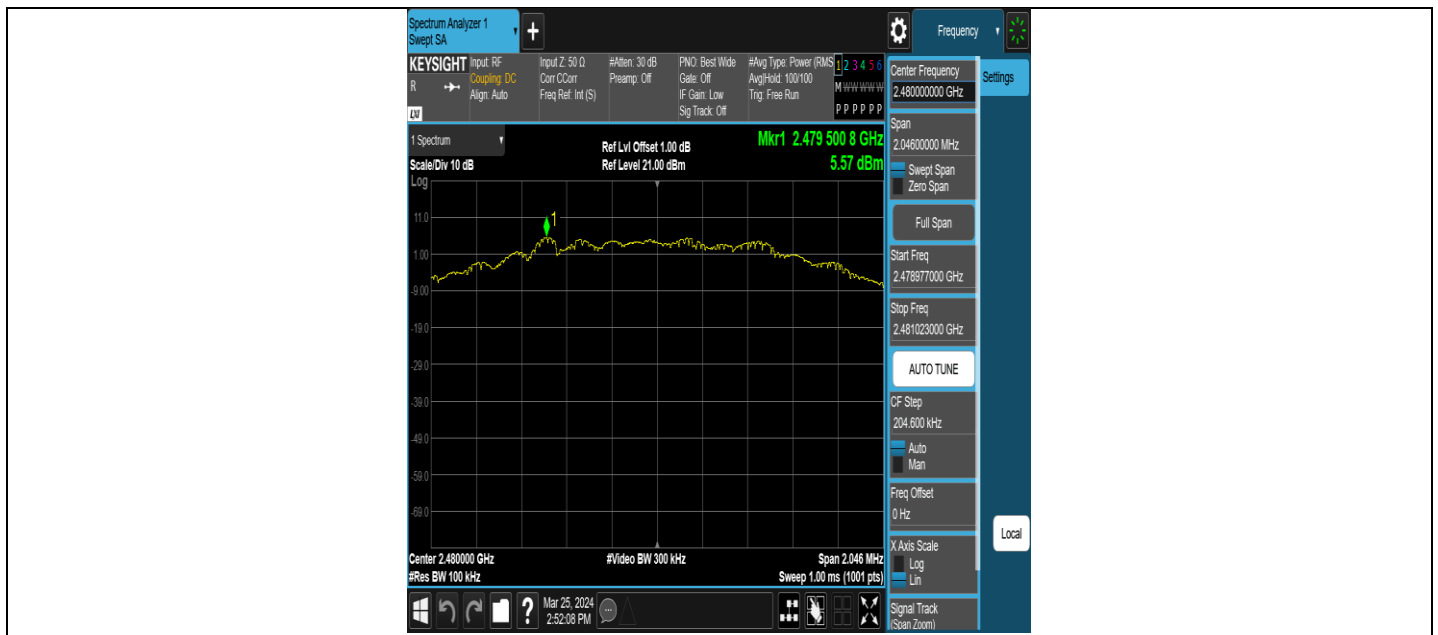 Spectrum Analyzer 1
Swept SA
+
Frequency
KEYSIGHT
R
LXI
Input: RF
Coupling: DC
Align: Auto
Input Z: 50 Ω
Corr CCorr
Freq Ref: Int (S)
#Atten: 30 dB
Preamp: Off
PNO: Best Wide
Gate: Off
IF Gain: Low
Sig Track: Off
#Avg Type: Power (RMS
Avg|Hold: 100/100
Trig: Free Run
1 2 3 4 5 6
M W W W W W
P P P P P P
1 Spectrum
Scale/Div 10 dB
Log
Ref Lvl Offset 1.00 dB
Ref Level 21.00 dBm
Mkr1 2.479 500 8 GHz
5.57 dBm
1
11.0
1.00
-9.00
-19.0
-29.0
-39.0
-49.0
-59.0
-69.0
Center 2.480000 GHz
#Res BW 100 kHz
#Video BW 300 kHz
Span 2.046 MHz
Sweep 1.00 ms (1001 pts)
?
Mar 25, 2024
2:52:08 PM
Center Frequency
2.480000000 GHz
Settings
Span
2.04600000 MHz
Swept Span
Zero Span
Full Span
Start Freq
2.478977000 GHz
Stop Freq
2.481023000 GHz
AUTO TUNE
CF Step
204.600 kHz
Auto
Man
Freq Offset
0 Hz
Local
X Axis Scale
Log
Lin
Signal Track
(Span Zoom)